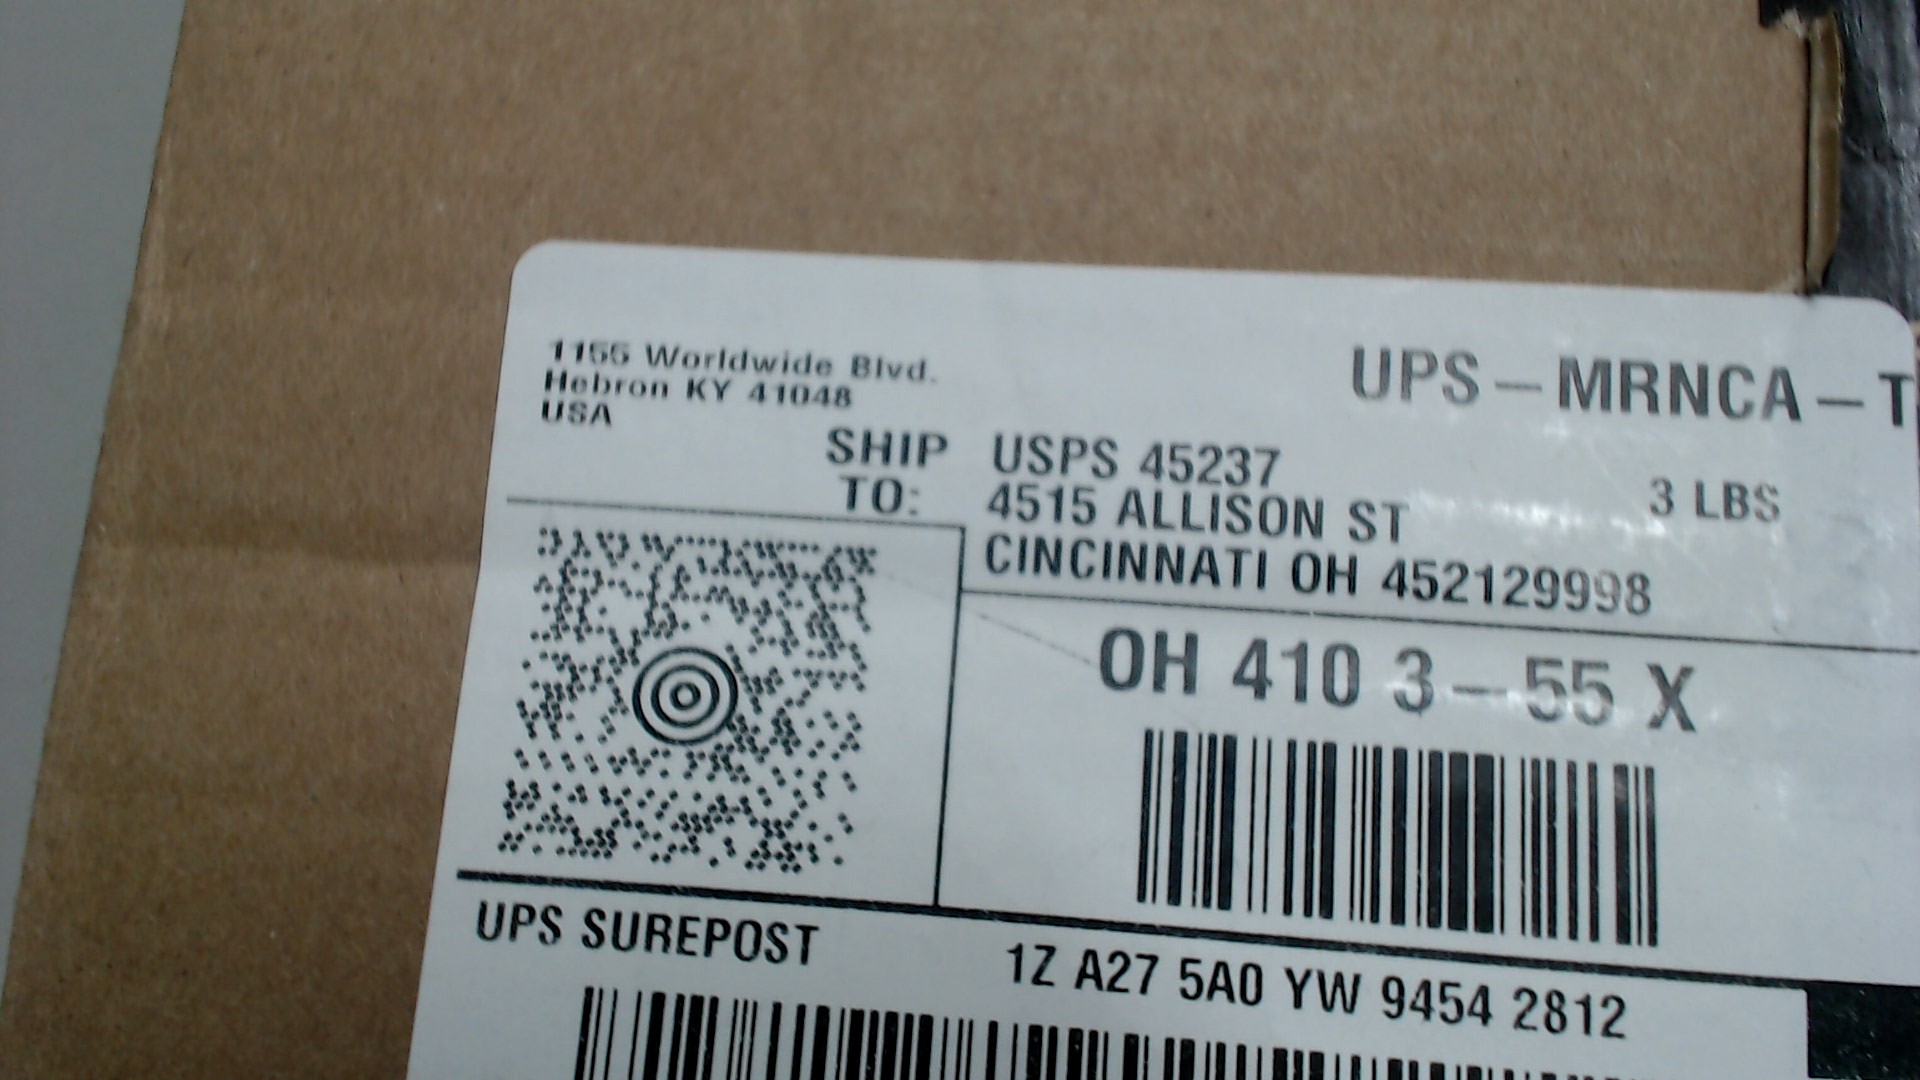 1155 Worldwide Blvd.
Hebron KY 41048
USA
UPS - MRNCA - T
SHIP TO:
USPS 45237
4515 ALLISON ST
CINCINNATI OH 452129998
3 LBS
OH 410 3 - 55 X
UPS SUREPOST
1Z A27 5A0 YW 9454 2812